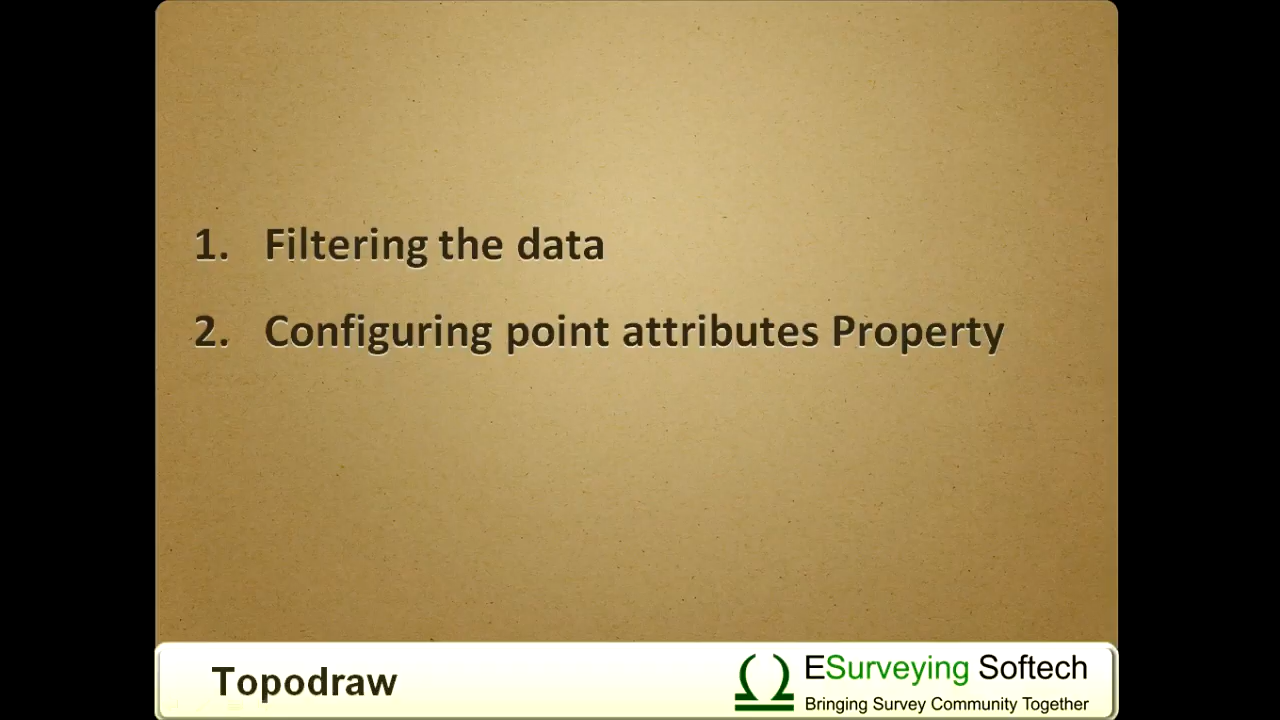 1. Filtering the data
2. Configuring point attributes Property
Topodraw
ESurveying Softech
Bringing Survey Community Together